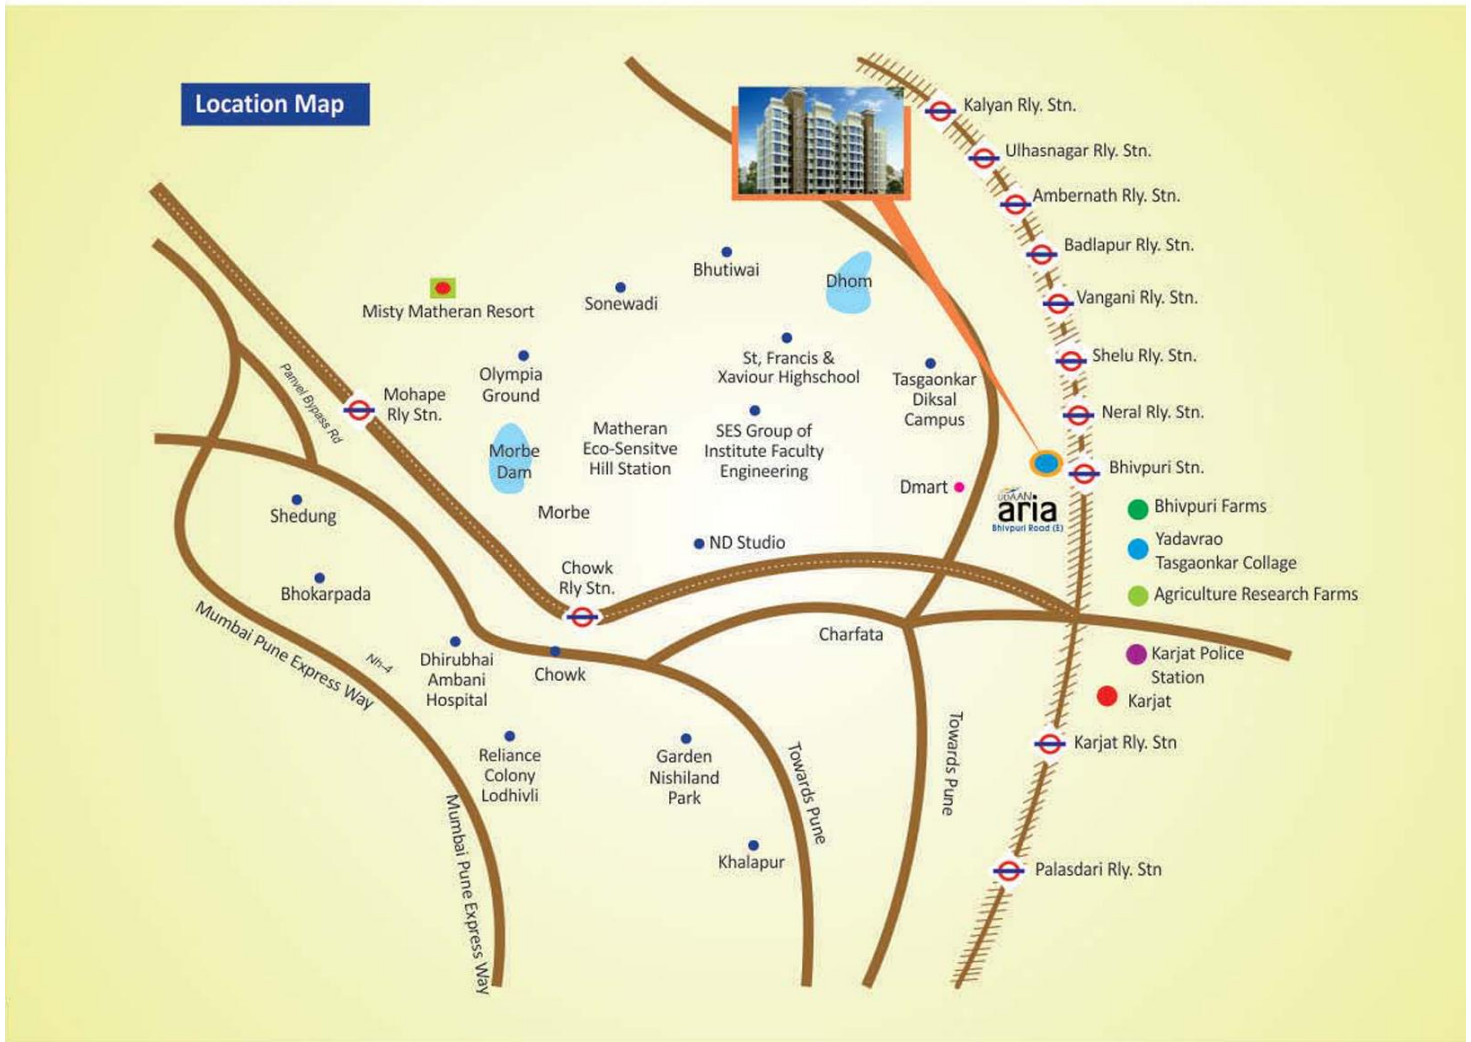 Location Map
Kalyan Rly. Stn.
Ulhasnagar Rly. Stn.
Ambernath Rly. Stn.
Badlapur Rly. Stn.
Vangani Rly. Stn.
Shelu Rly. Stn.
Neral Rly. Stn.
Bhivpuri Stn.
Bhutiwai
Dhom
Sonewadi
Misty Matheran Resort
St, Francis &
Xaviour Highschool
Olympia
Ground
Tasgaonkar
Diksal
Campus
Panvel Bypass Rd
Mohape
Rly Stn.
Matheran
Eco-Sensitve
Hill Station
SES Group of
Institute Faculty
Engineering
Morbe
Dam
Dmart
UDAAN
aria
Bhivpuri Road (E)
Bhivpuri Farms
Yadavrao
Tasgaonkar Collage
Agriculture Research Farms
Shedung
Morbe
ND Studio
Chowk
Rly Stn.
Bhokarpada
Mumbai Pune Express Way
Nh-4
Dhirubhai
Ambani
Hospital
Chowk
Charfata
Karjat Police
Station
Karjat
Karjat Rly. Stn
Reliance
Colony
Lodhivli
Garden
Nishiland
Park
Towards Pune
Towards Pune
Mumbai Pune Express Way
Khalapur
Palasdari Rly. Stn